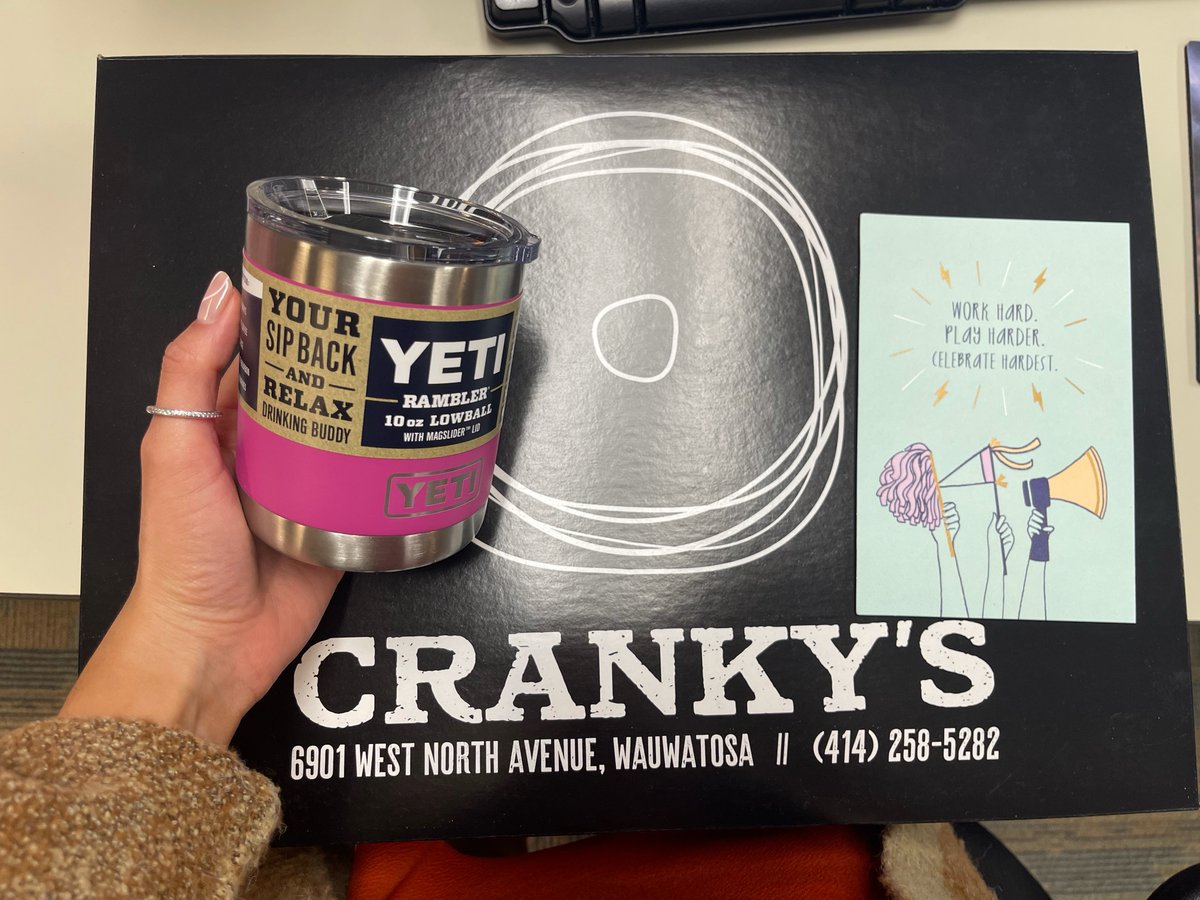 YOUR
SIP BACK
AND
RELAX
DRINKING BUDDY
YETI
RAMBLER®
10 oz LOWBALL
WITH MAGSLIDER™ LID
YETI
WORK HARD.
PLAY HARDER.
CELEBRATE HARDEST.
CRANKY'S
6901 WEST NORTH AVENUE, WAUWATOSA // (414) 258-5282